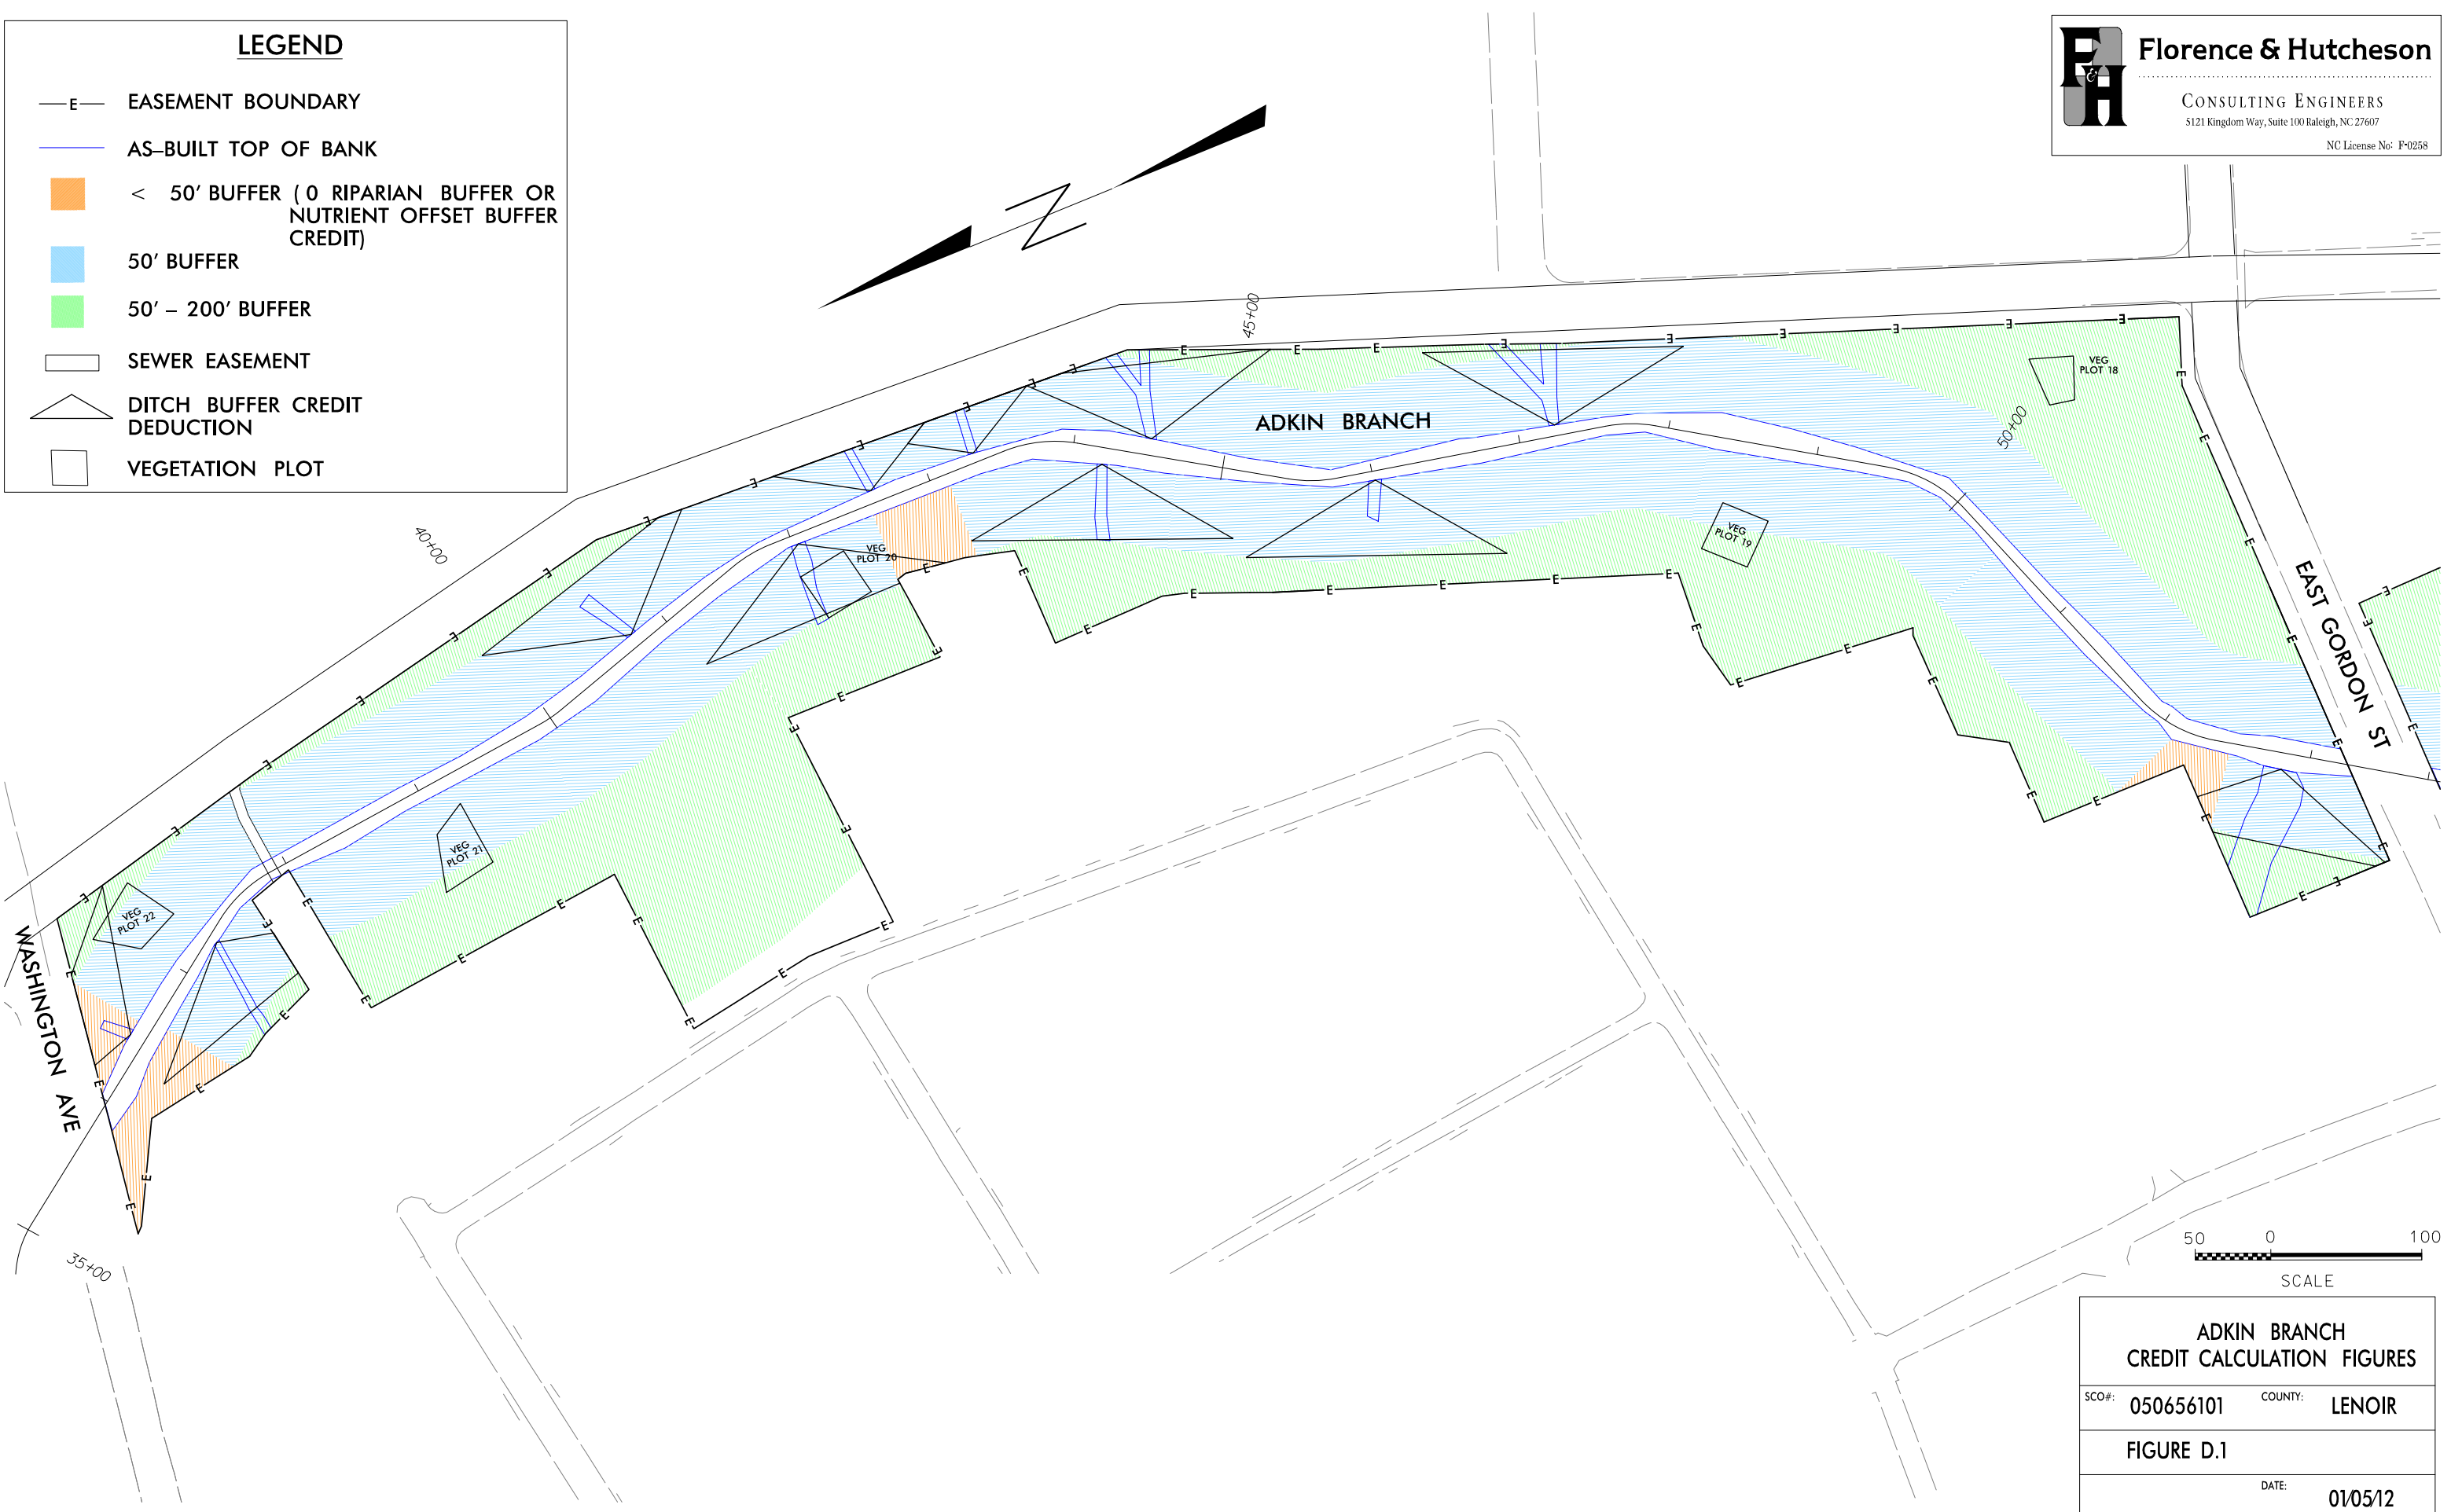 LEGEND
—E— EASEMENT BOUNDARY
AS–BUILT TOP OF BANK
< 50' BUFFER ( 0 RIPARIAN BUFFER OR
NUTRIENT OFFSET BUFFER
CREDIT)
50' BUFFER
50' – 200' BUFFER
SEWER EASEMENT
DITCH BUFFER CREDIT
DEDUCTION
VEGETATION PLOT
F&H
Florence & Hutcheson
CONSULTING ENGINEERS
5121 Kingdom Way, Suite 100 Raleigh, NC 27607
NC License No: F-0258
N
45+00
ADKIN BRANCH
VEG
PLOT 18
50+00
40+00
VEG
PLOT 20
VEG
PLOT 19
EAST GORDON ST
VEG
PLOT 21
VEG
PLOT 22
WASHINGTON AVE
35+00
50 0 100
SCALE
ADKIN BRANCH
CREDIT CALCULATION FIGURES
SCO#: 050656101 COUNTY: LENOIR
FIGURE D.1
DATE: 01/05/12